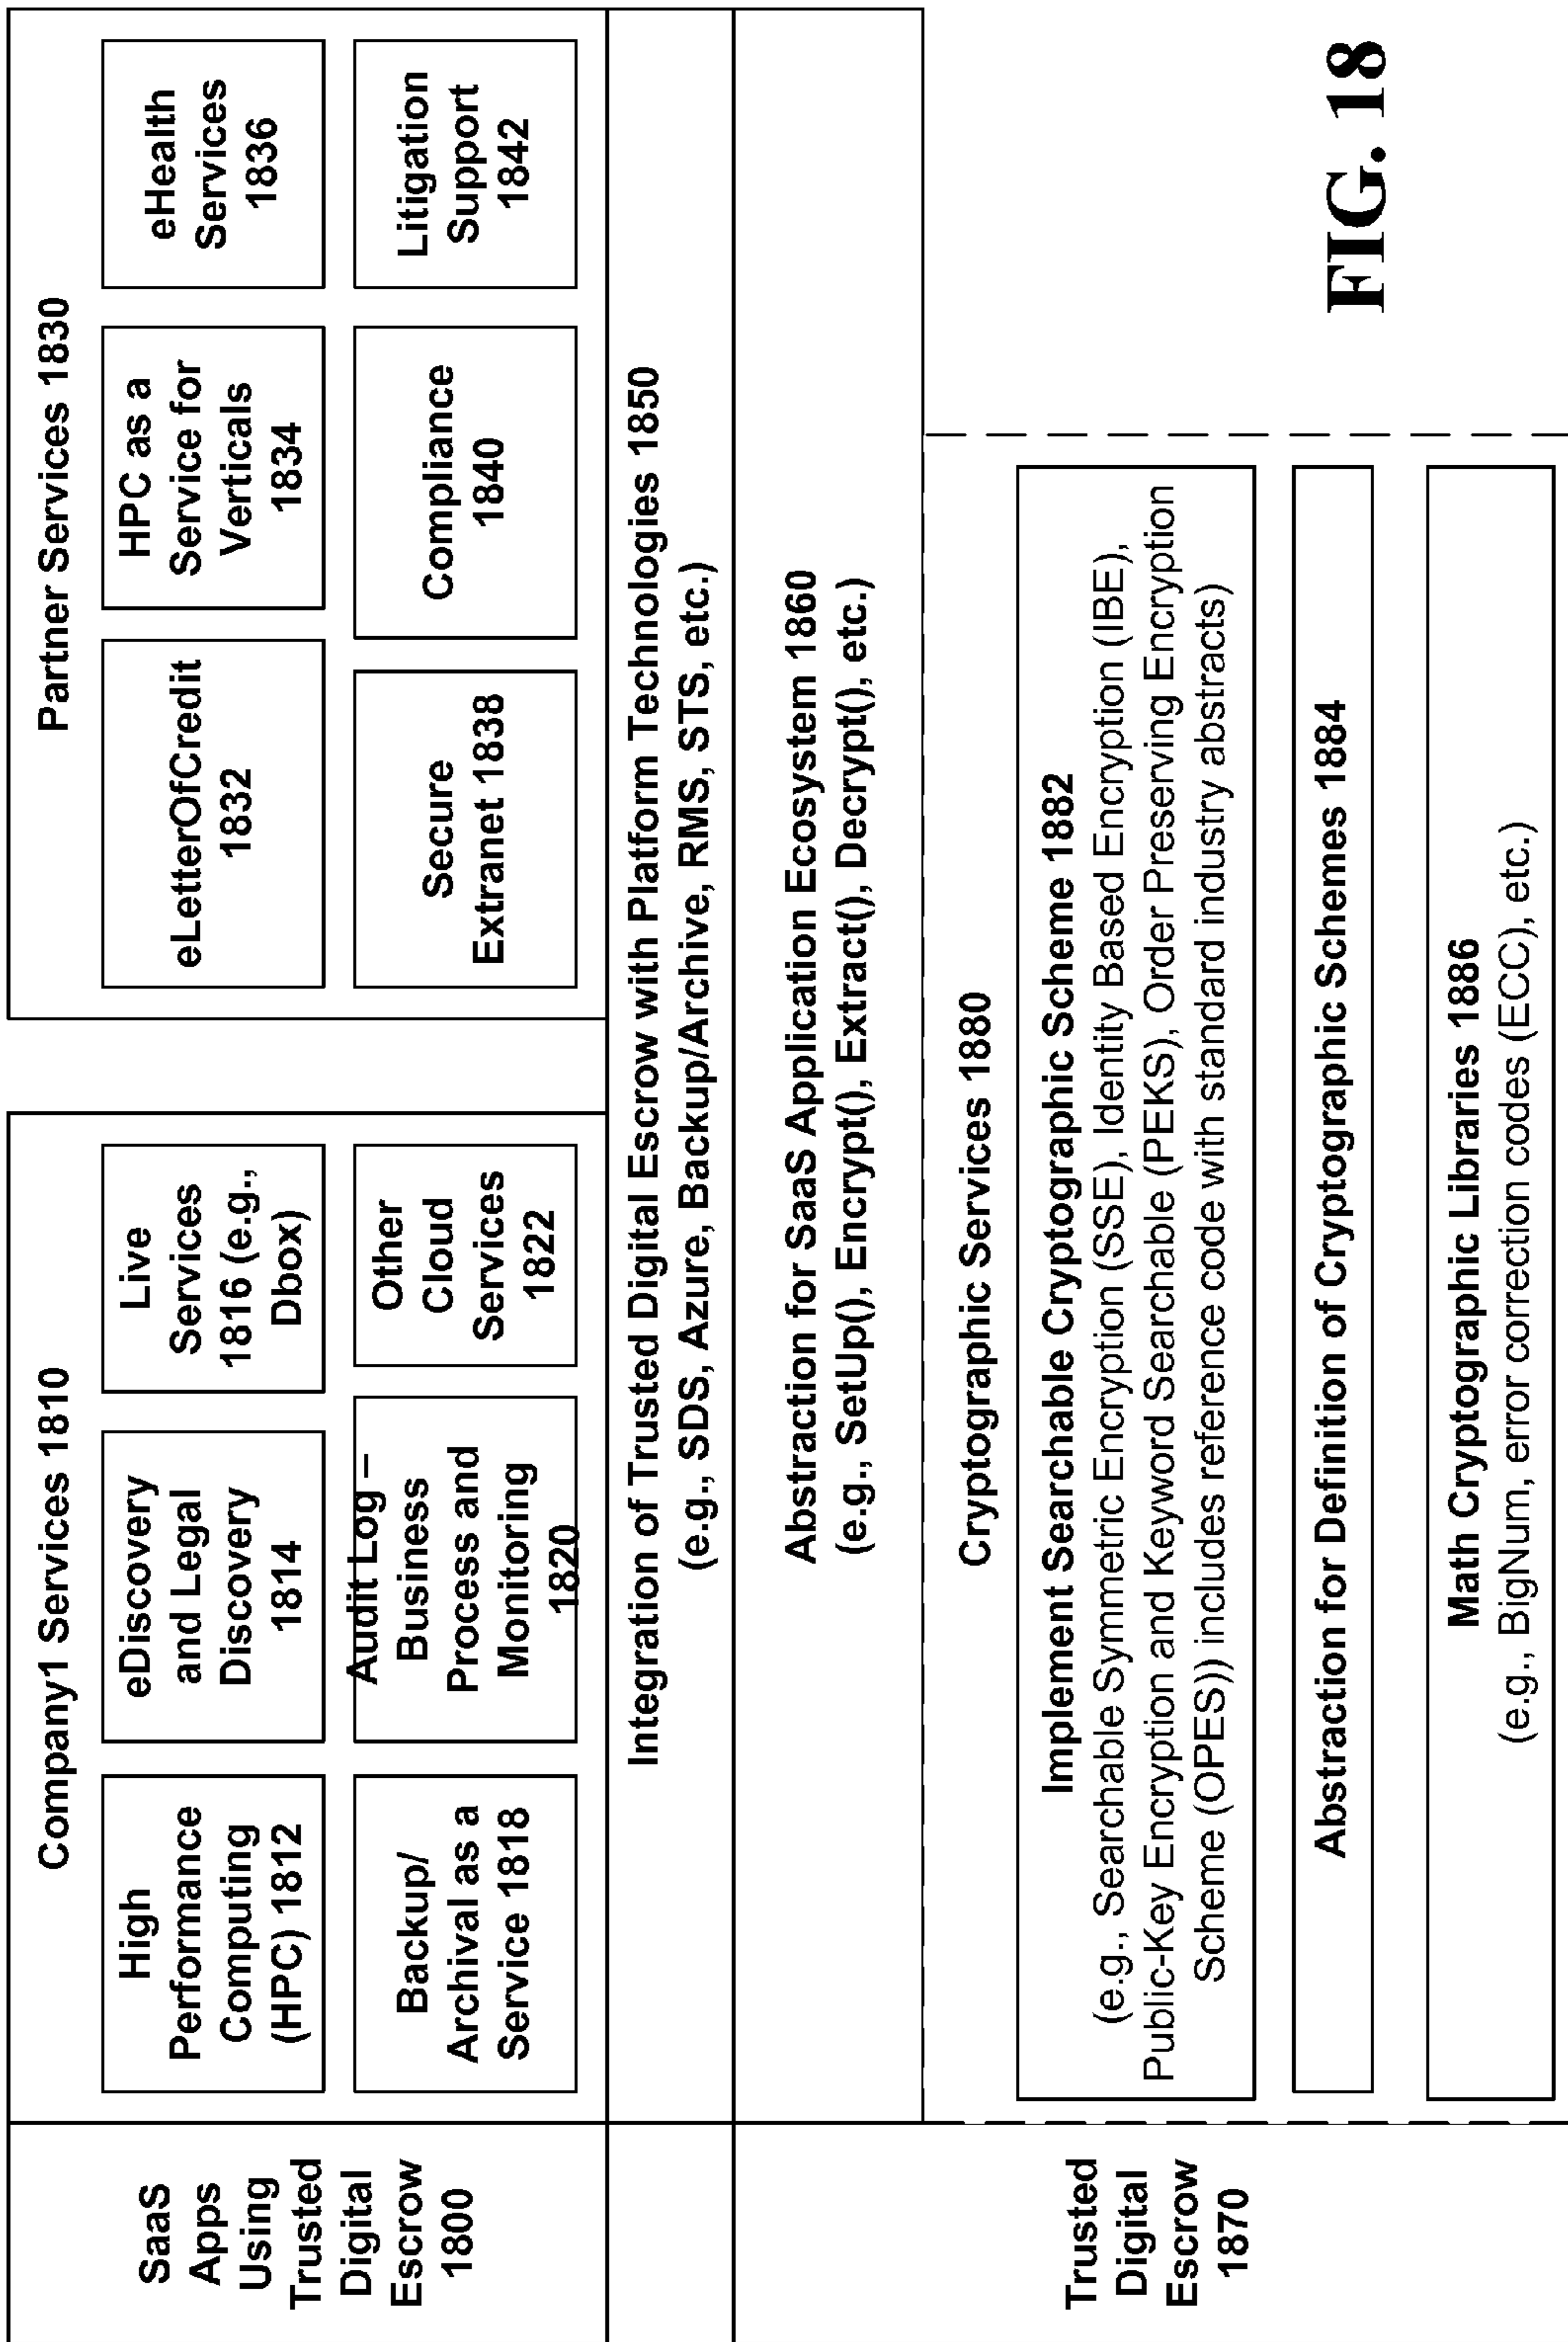 SaaS
Apps
Using
Trusted
Digital
Escrow
1800
Company1 Services 1810
High
Performance
Computing
(HPC) 1812
eDiscovery
and Legal
Discovery
1814
Live
Services
1816 (e.g.,
Dbox)
Backup/
Archival as a
Service 1818
Audit Log –
Business
Process and
Monitoring
1820
Other
Cloud
Services
1822
Partner Services 1830
eLetterOfCredit
1832
HPC as a
Service for
Verticals
1834
eHealth
Services
1836
Secure
Extranet 1838
Compliance
1840
Litigation
Support
1842
Integration of Trusted Digital Escrow with Platform Technologies 1850
(e.g., SDS, Azure, Backup/Archive, RMS, STS, etc.)
Trusted
Digital
Escrow
1870
Abstraction for SaaS Application Ecosystem 1860
(e.g., SetUp(), Encrypt(), Extract(), Decrypt(), etc.)
Cryptographic Services 1880
Implement Searchable Cryptographic Scheme 1882
(e.g., Searchable Symmetric Encryption (SSE), Identity Based Encryption (IBE),
Public-Key Encryption and Keyword Searchable (PEKS), Order Preserving Encryption
Scheme (OPES)) includes reference code with standard industry abstracts)
Abstraction for Definition of Cryptographic Schemes 1884
Math Cryptographic Libraries 1886
(e.g., BigNum, error correction codes (ECC), etc.)
FIG. 18